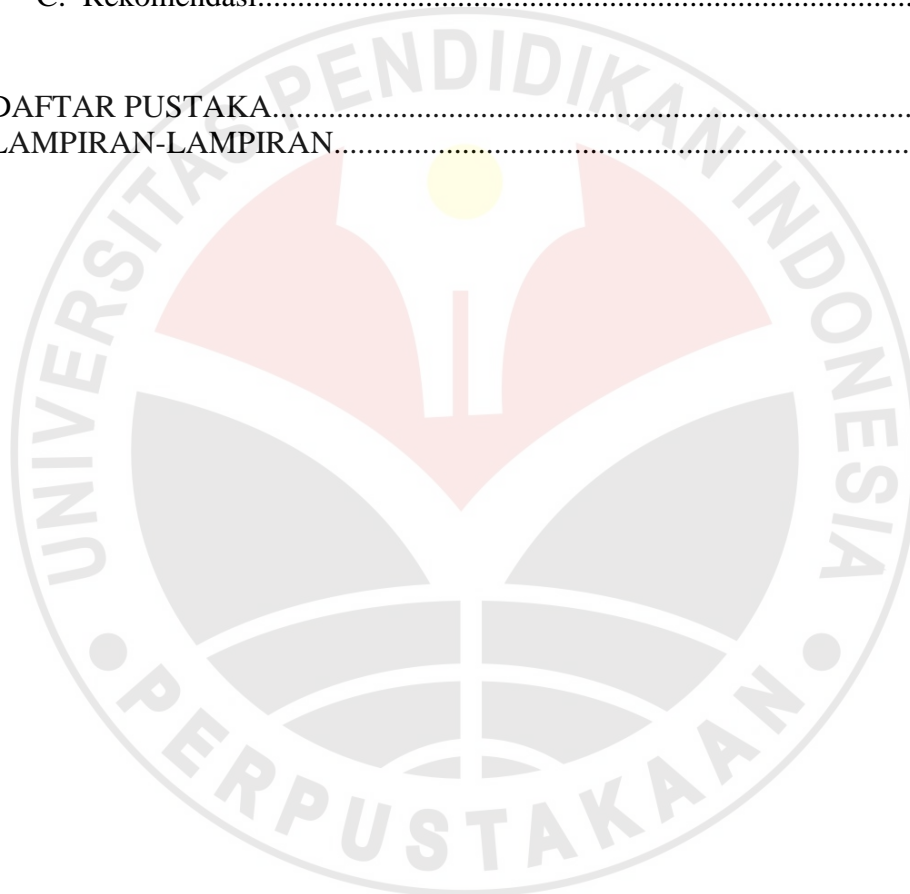 C. Rekomendasi........................................................................................
DAFTAR PUSTAKA........................................................................................
LAMPIRAN-LAMPIRAN................................................................................
UNIVERSITAS PENDIDIKAN INDONESIA
• PERPUSTAKAAN •